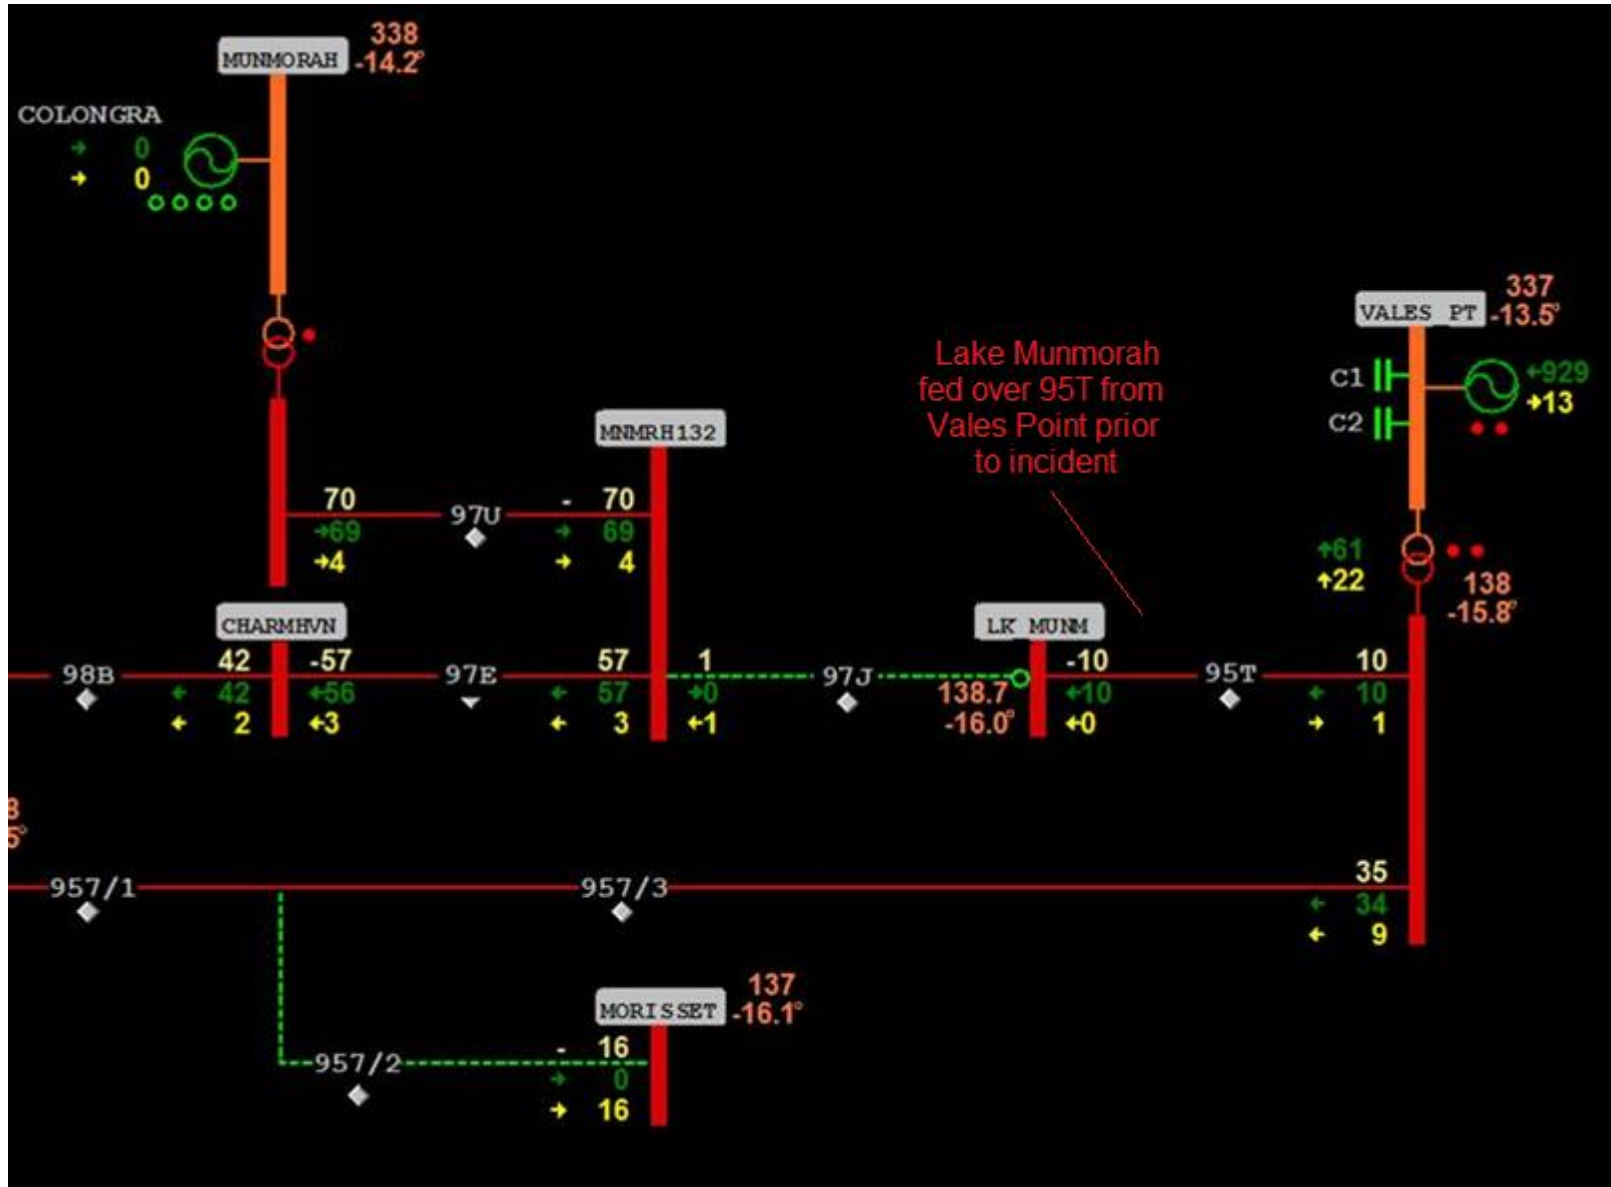 MUNMORAH
338
-14.2°
COLONGRA
→ 0
→ 0
VALES PT
337
-13.5°
C1
C2
←929
→13
Lake Munmorah
fed over 95T from
Vales Point prior
to incident
MNMRH132
70
→69
→4
97U
- 70
→ 69
→ 4
↑61
↑22
138
-15.8°
CHARMHVN
LK MUNM
98B
42
← 42
← 2
-57
←56
←3
97E
57
← 57
← 3
1
→0
←1
97J
138.7
-16.0°
-10
←10
←0
95T
10
← 10
→ 1
8
5°
957/1
957/3
35
← 34
← 9
MORISSET
137
-16.1°
957/2
- 16
→ 0
→ 16